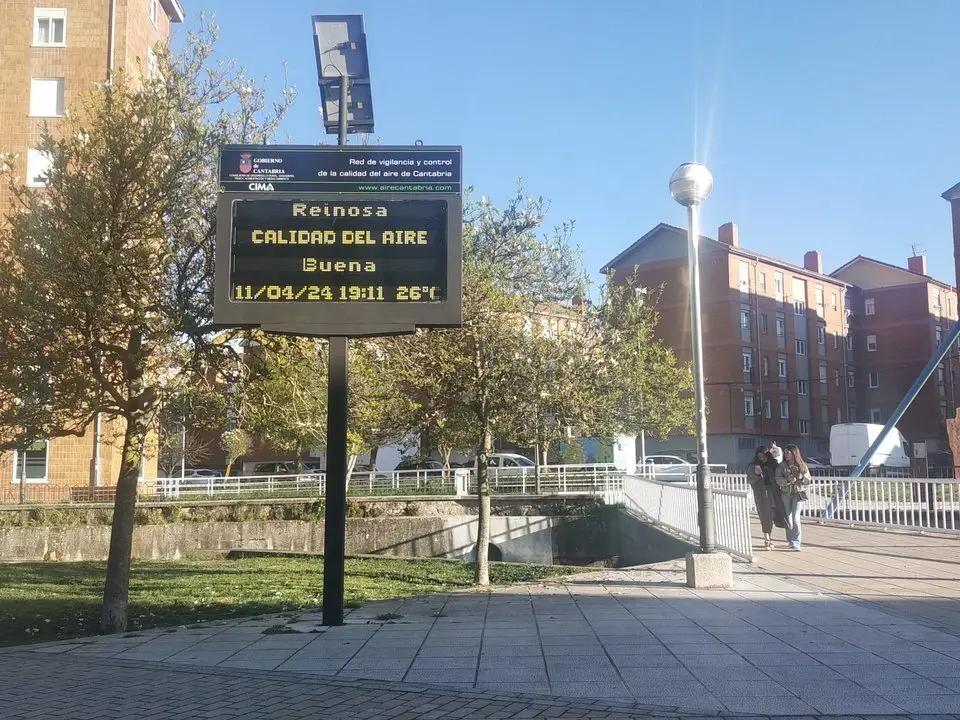 GOBIERNO
de
CANTABRIA
CIMA
Red de vigilancia y control
de la calidad del aire de Cantabria
www.airecantabria.com
Reinosa
CALIDAD DEL AIRE
Buena
11/04/24 19:11 26°C